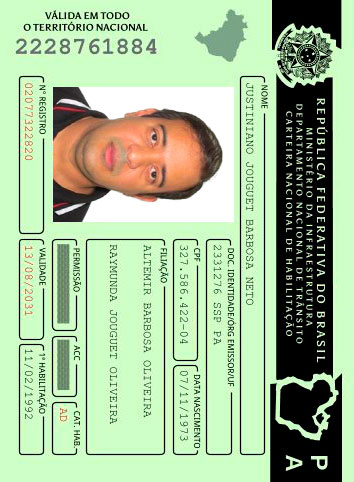 VÁLIDA EM TODO
O TERRITÓRIO NACIONAL
2228761884
REPÚBLICA FEDERATIVA DO BRASIL
MINISTÉRIO DA INFRAESTRUTURA
DEPARTAMENTO NACIONAL DE TRÂNSITO
CARTEIRA NACIONAL DE HABILITAÇÃO
PA
NOME
JUSTINIANO JOUGUET BARBOSA NETO
DOC. IDENTIDADE/ÓRG EMISSOR/UF
2331276 SSP PA
CPF
327.586.422-04
DATA NASCIMENTO
07/11/1973
FILIAÇÃO
ALTEMIR BARBOSA OLIVEIRA
RAYMUNDA JOUGUET OLIVEIRA
PERMISSÃO
ACC
CAT. HAB.
AD
Nº REGISTRO
02077322820
VALIDADE
13/08/2031
1ª HABILITAÇÃO
11/02/1992